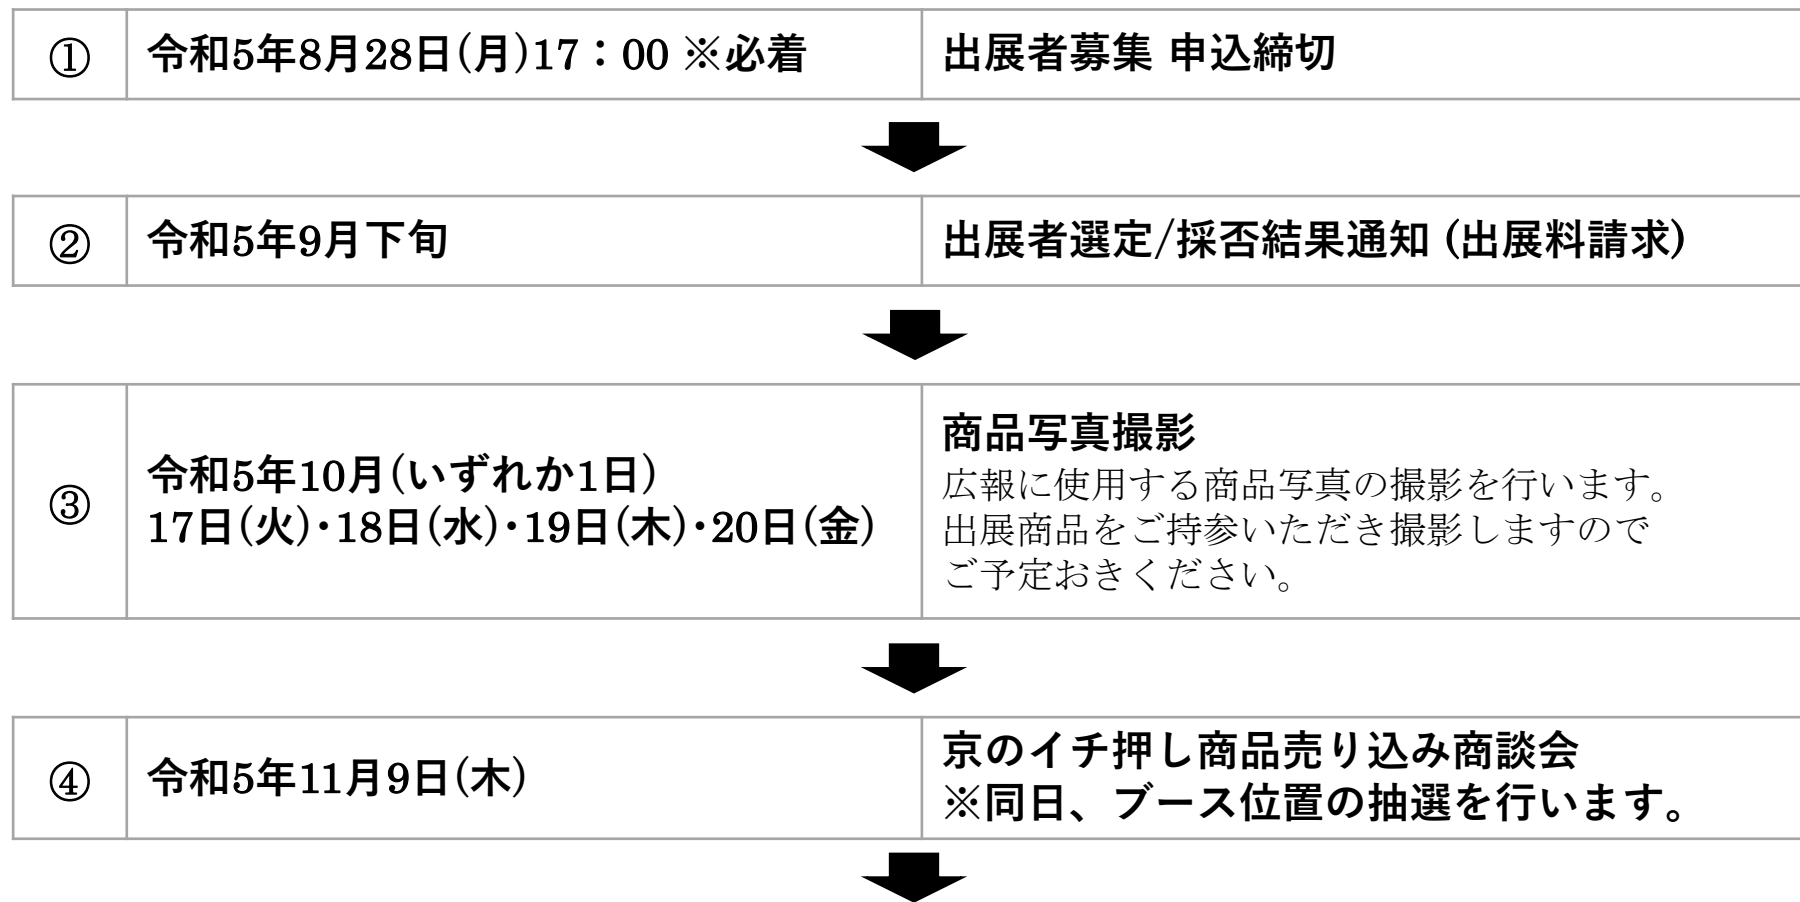 ①
令和5年8月28日(月)17：00 ※必着
出展者募集 申込締切
②
令和5年9月下旬
出展者選定/採否結果通知 (出展料請求)
③
令和5年10月(いずれか1日)
17日(火)･18日(水)･19日(木)･20日(金)
商品写真撮影
広報に使用する商品写真の撮影を行います。
出展商品をご持参いただき撮影しますので
ご予定おきください。
④
令和5年11月9日(木)
京のイチ押し商品売り込み商談会
※同日、ブース位置の抽選を行います。